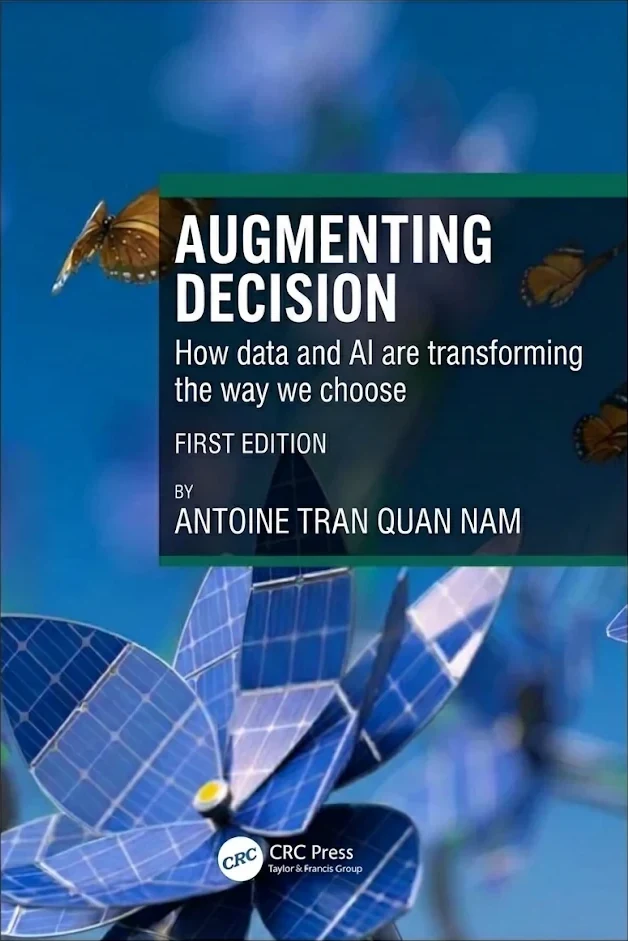 AUGMENTING
DECISION
How data and AI are transforming
the way we choose
FIRST EDITION
BY
ANTOINE TRAN QUAN NAM
CRC
CRC Press
Taylor & Francis Group